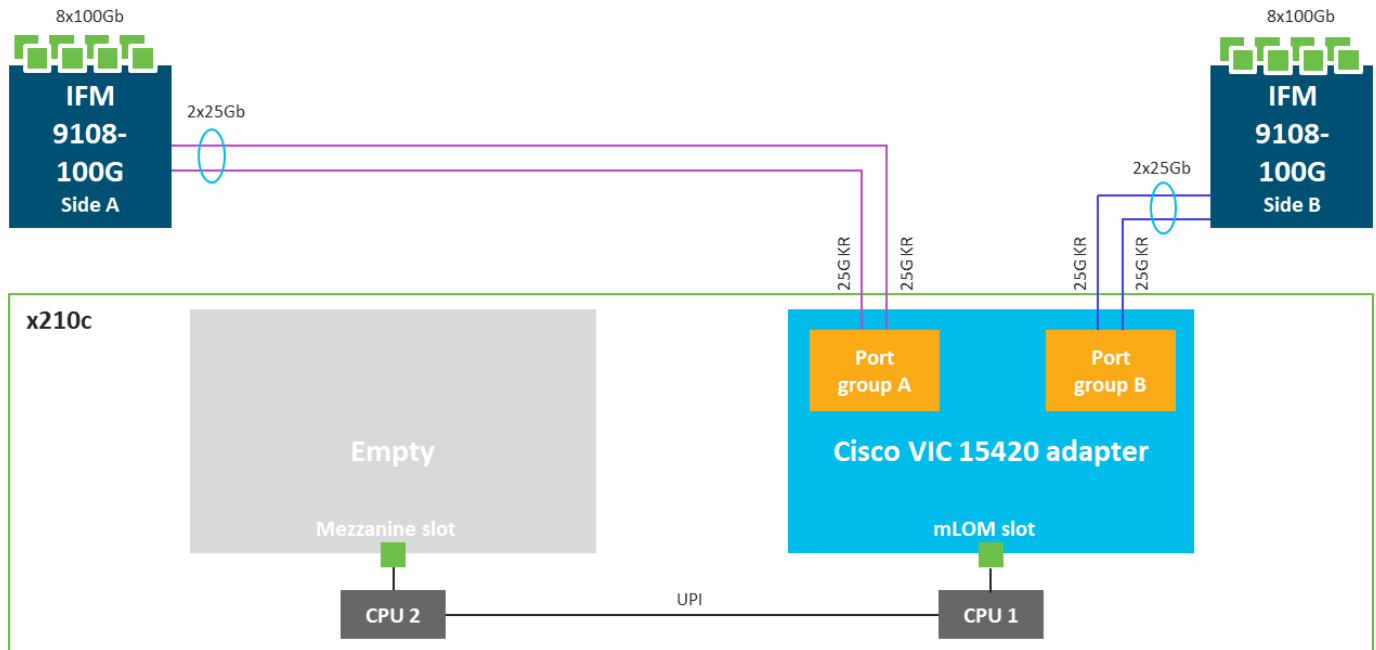 8x100Gb
8x100Gb
IFM
9108-
100G
Side A
2x25Gb
IFM
9108-
100G
Side B
2x25Gb
25G KR
25G KR
25G KR
25G KR
x210c
Port
group A
Port
group B
Empty
Cisco VIC 15420 adapter
Mezzanine slot
mLOM slot
CPU 2
UPI
CPU 1